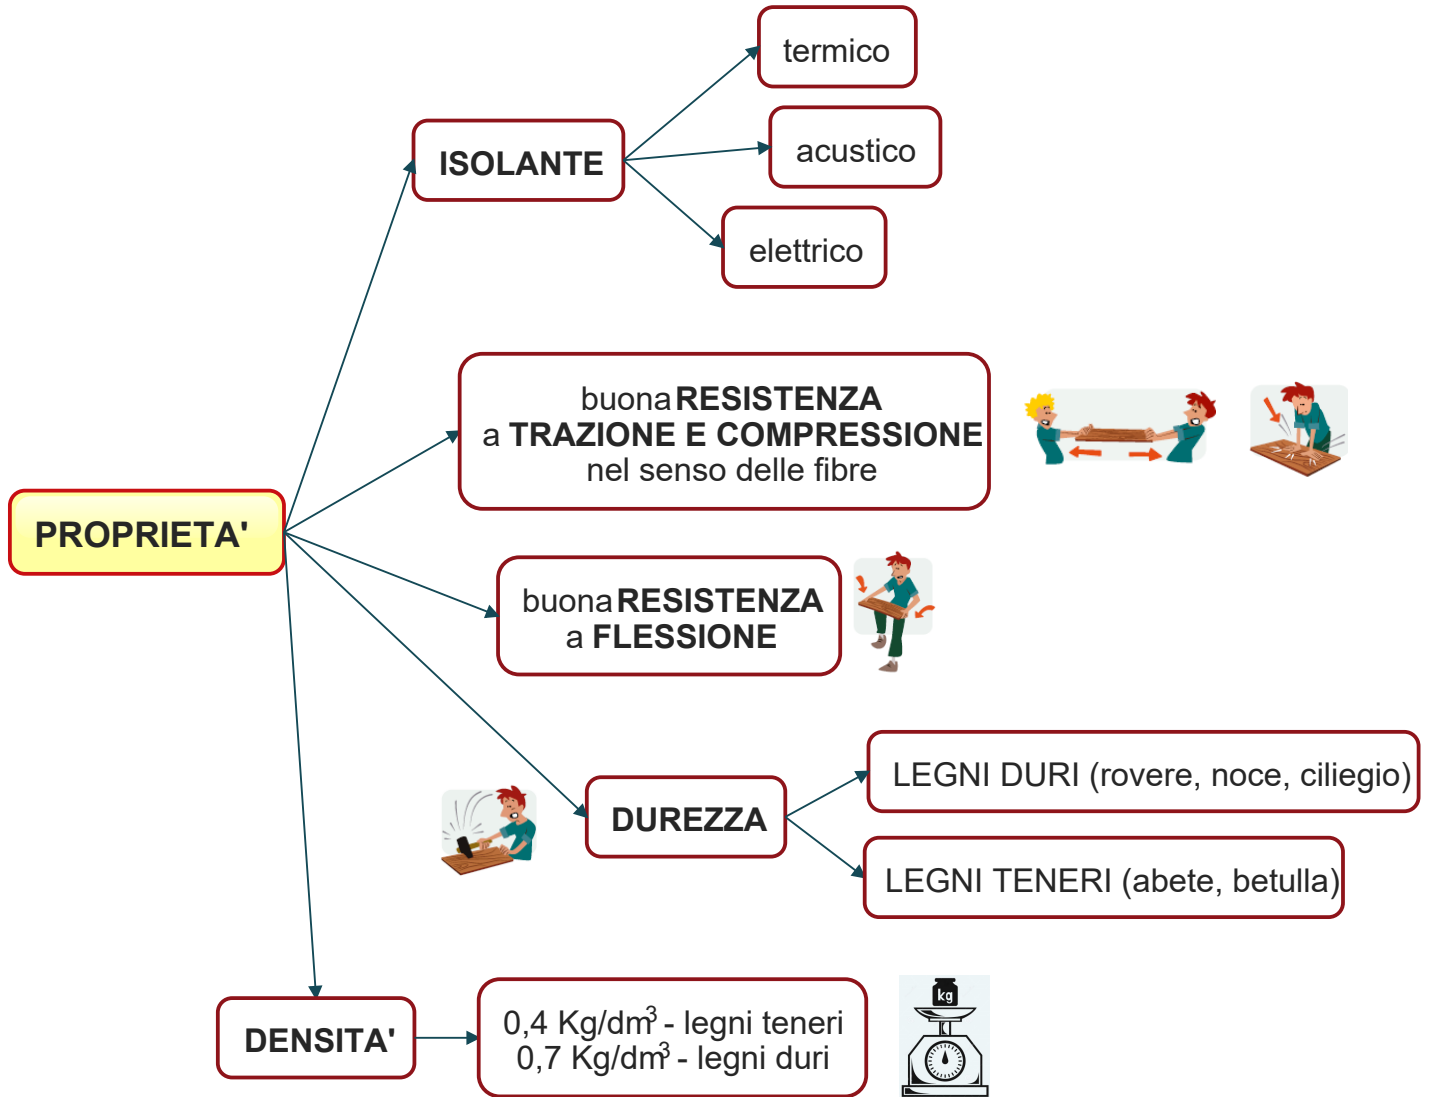 termico
ISOLANTE
acustico
elettrico
buona RESISTENZA
a TRAZIONE E COMPRESSIONE
nel senso delle fibre
PROPRIETA'
buona RESISTENZA
a FLESSIONE
DUREZZA
LEGNI DURI (rovere, noce, ciliegio)
LEGNI TENERI (abete, betulla)
DENSITA'
0,4 Kg/dm³ - legni teneri
0,7 Kg/dm³ - legni duri
kg